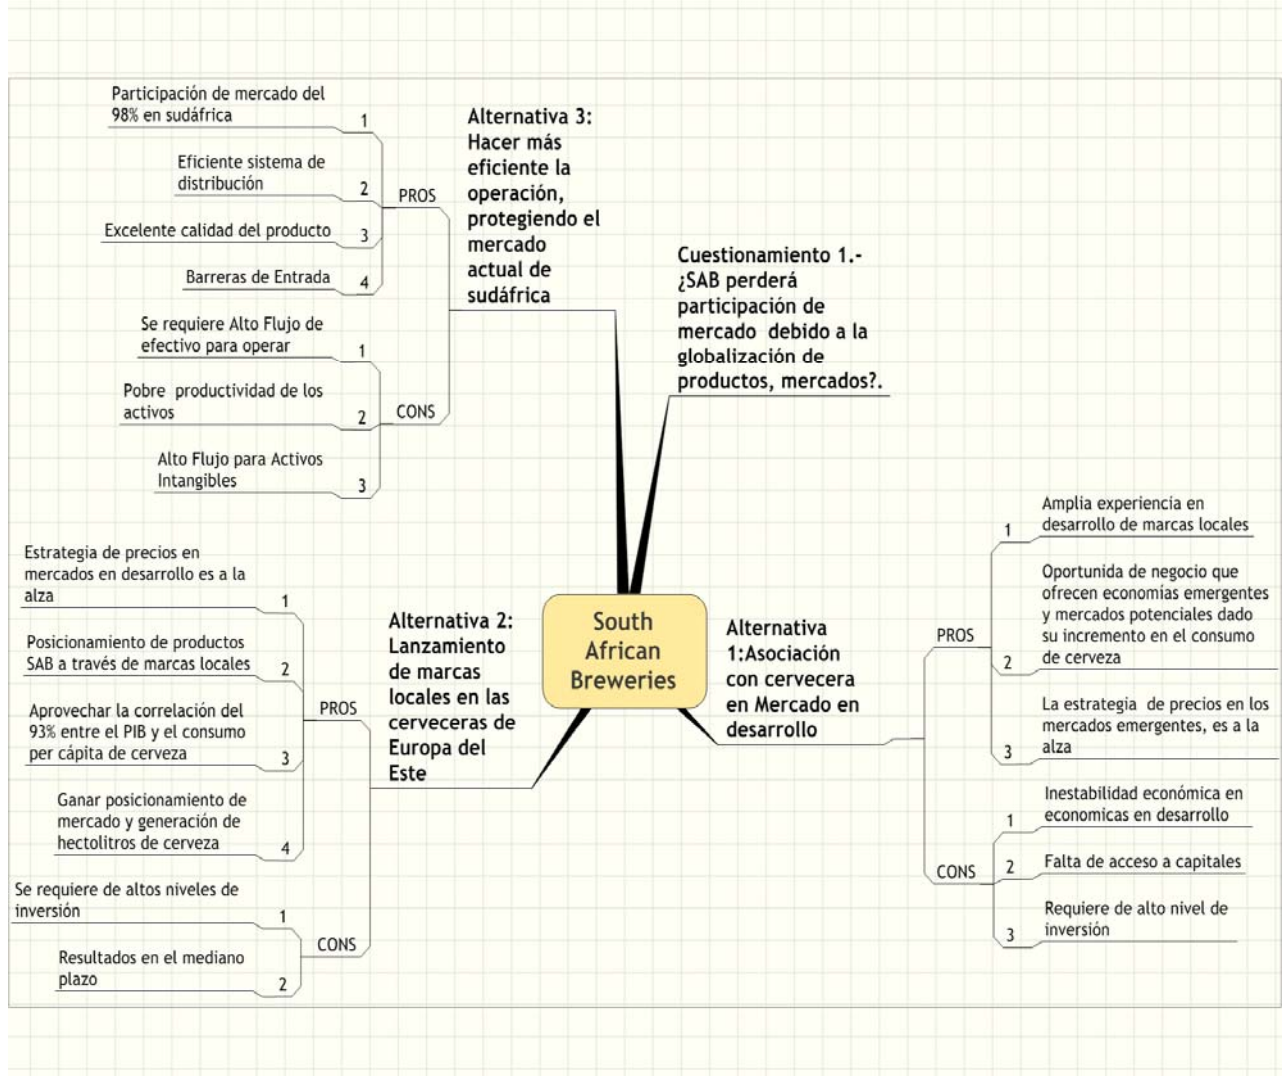 South
African
Breweries
Cuestionamiento 1.-
¿SAB perderá
participación de
mercado debido a la
globalización de
productos, mercados?.
Alternativa
1:Asociación
con cervecera
en Mercado en
desarrollo
PROS
1
Amplia experiencia en
desarrollo de marcas locales
2
Oportunida de negocio que
ofrecen economías emergentes
y mercados potenciales dado
su incremento en el consumo
de cerveza
3
La estrategia de precios en los
mercados emergentes, es a la
alza
CONS
1
Inestabilidad económica en
economicas en desarrollo
2
Falta de acceso a capitales
3
Requiere de alto nivel de
inversión
Alternativa 2:
Lanzamiento
de marcas
locales en las
cerveceras de
Europa del
Este
PROS
1
Estrategia de precios en
mercados en desarrollo es a la
alza
2
Posicionamiento de productos
SAB a través de marcas locales
3
Aprovechar la correlación del
93% entre el PIB y el consumo
per cápita de cerveza
4
Ganar posicionamiento de
mercado y generación de
hectolitros de cerveza
CONS
1
Se requiere de altos niveles de
inversión
2
Resultados en el mediano
plazo
Alternativa 3:
Hacer más
eficiente la
operación,
protegiendo el
mercado
actual de
sudáfrica
PROS
1
Participación de mercado del
98% en sudáfrica
2
Eficiente sistema de
distribución
3
Excelente calidad del producto
4
Barreras de Entrada
CONS
1
Se requiere Alto Flujo de
efectivo para operar
2
Pobre productividad de los
activos
3
Alto Flujo para Activos
Intangibles